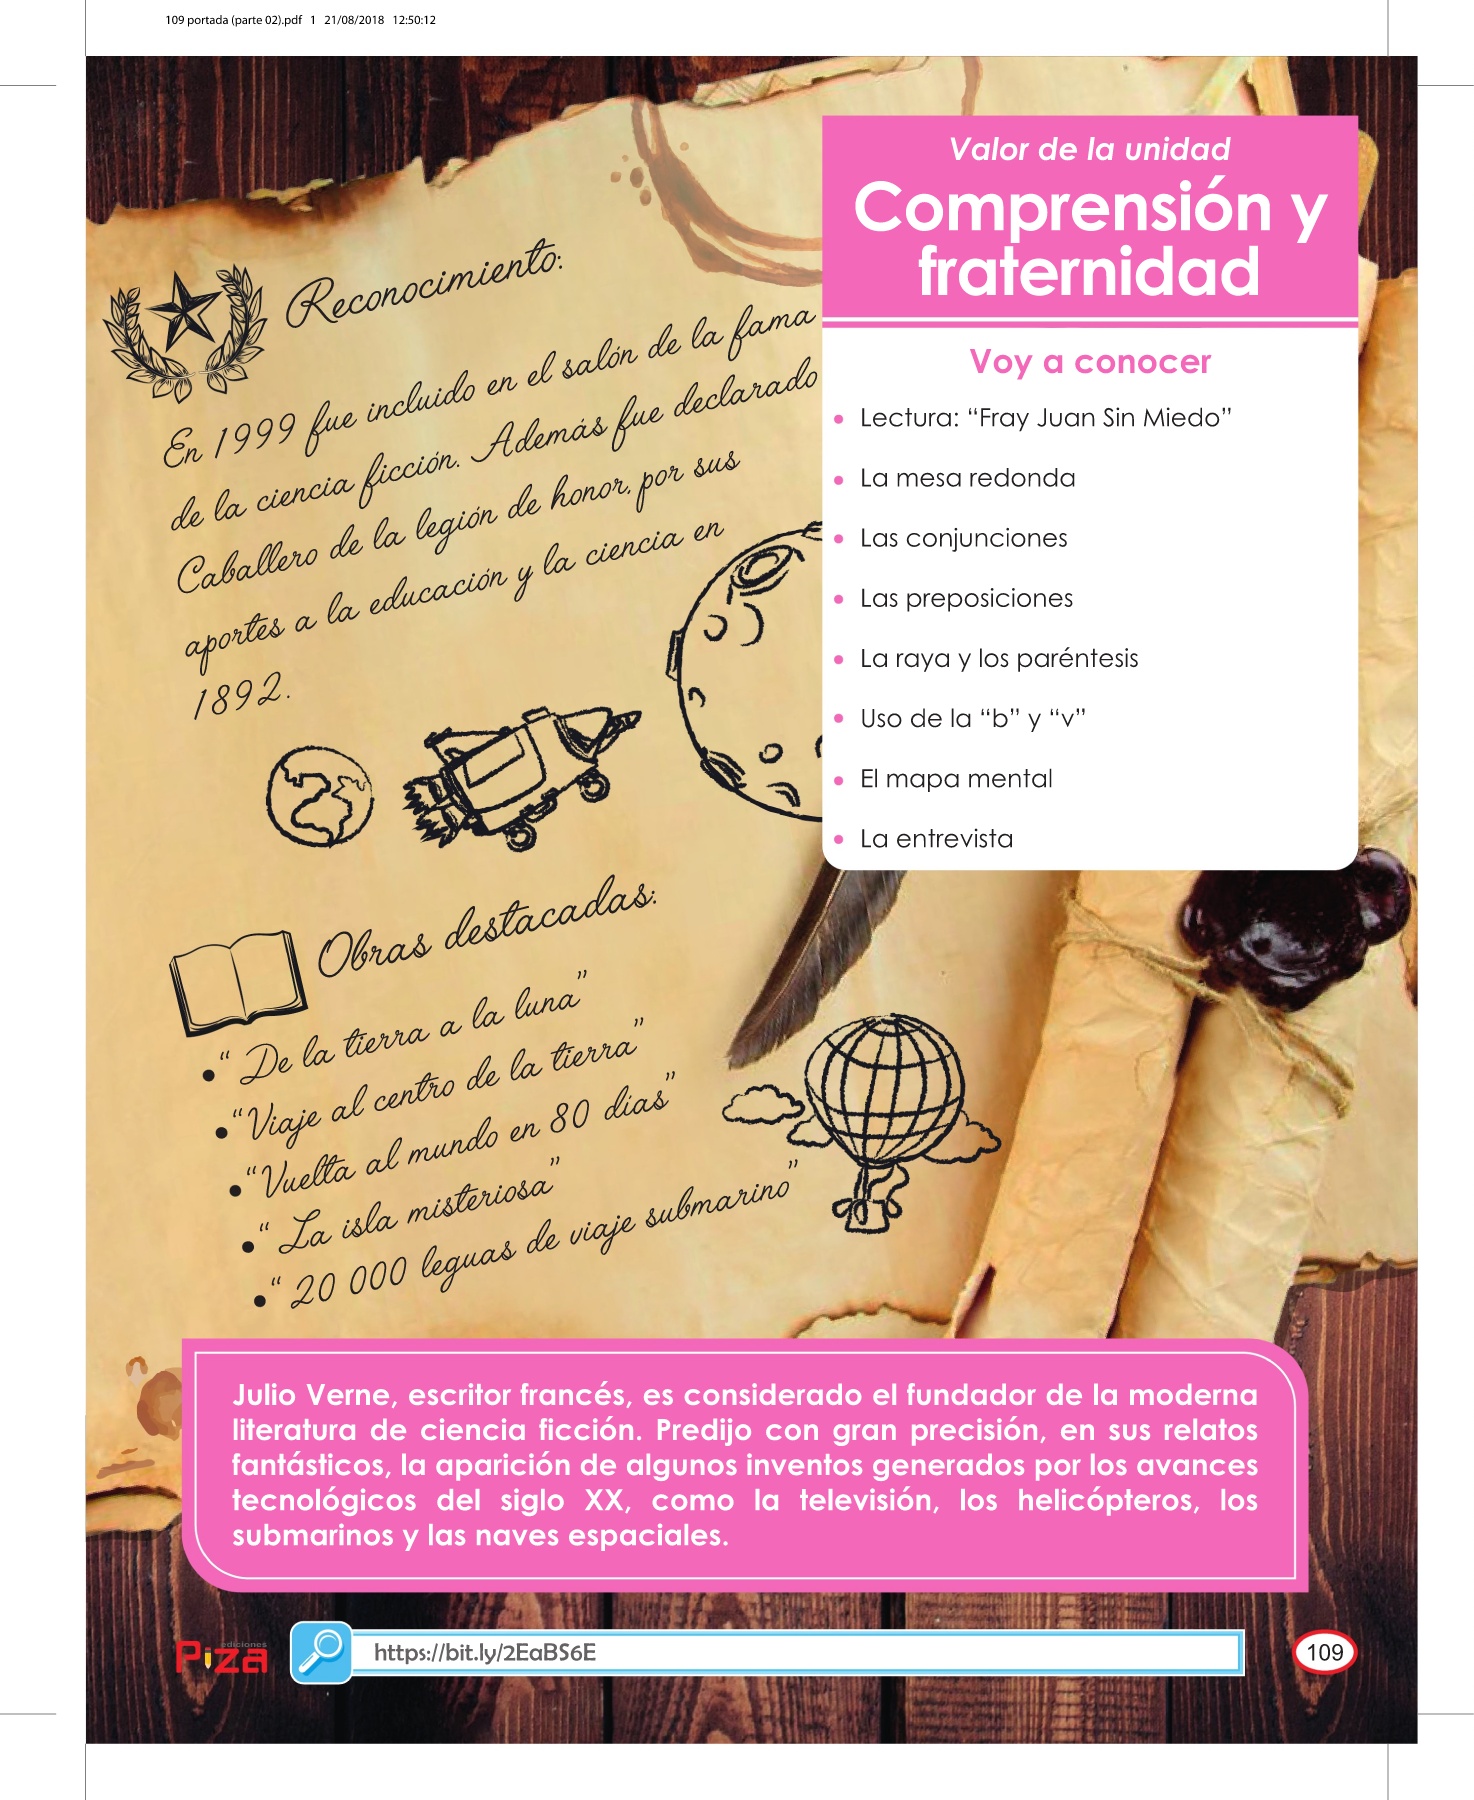 109 portada (parte 02).pdf   1   21/08/2018   12:50:12
Valor de la unidad
Comprensión y
fraternidad
Voy a conocer
• Lectura: “Fray Juan Sin Miedo”
• La mesa redonda
• Las conjunciones
• Las preposiciones
• La raya y los paréntesis
• Uso de la “b” y “v”
• El mapa mental
• La entrevista
Reconocimiento:
En 1999 fue incluido en el salón de la fama
de la ciencia ficción. Además fue declarado
Caballero de la legión de honor, por sus
aportes a la educación y la ciencia en
1892.
Obras destacadas:
•“ De la tierra a la luna”
•“Viaje al centro de la tierra”
•“Vuelta al mundo en 80 días”
•“ La isla misteriosa”
•“ 20 000 leguas de viaje submarino”
Julio Verne, escritor francés, es considerado el fundador de la moderna
literatura de ciencia ficción. Predijo con gran precisión, en sus relatos
fantásticos, la aparición de algunos inventos generados por los avances
tecnológicos del siglo XX, como la televisión, los helicópteros, los
submarinos y las naves espaciales.
ediciones
Piza
https://bit.ly/2EaBS6E
109